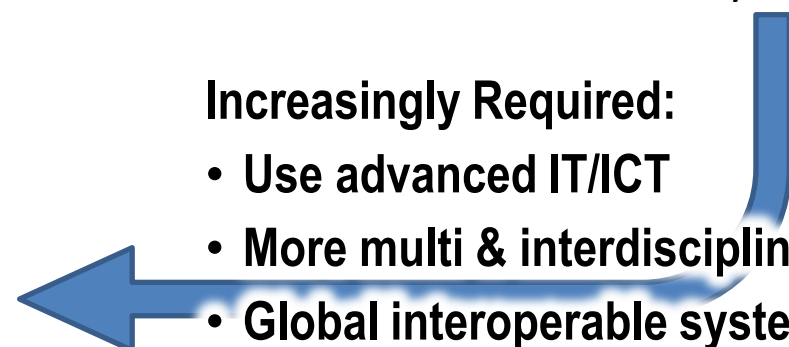 Increasingly Required:
• Use advanced IT/ICT
• More multi & interdisciplin
• Global interoperable syste